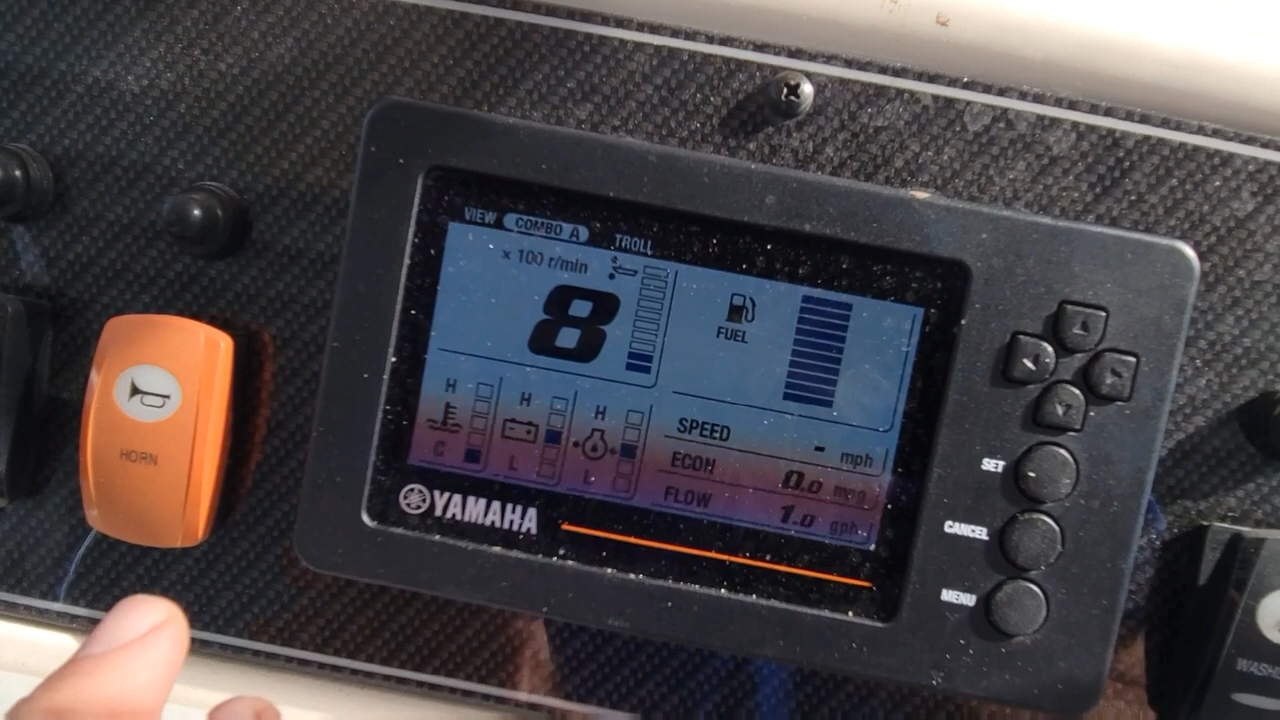 VIEW COMBO A TROLL
× 100 r/min
8
FUEL
H H H
C L L
SPEED - mph
ECON 0.0 mpg
FLOW 1.0 gph
YAMAHA
SET
CANCEL
MENU
HORN